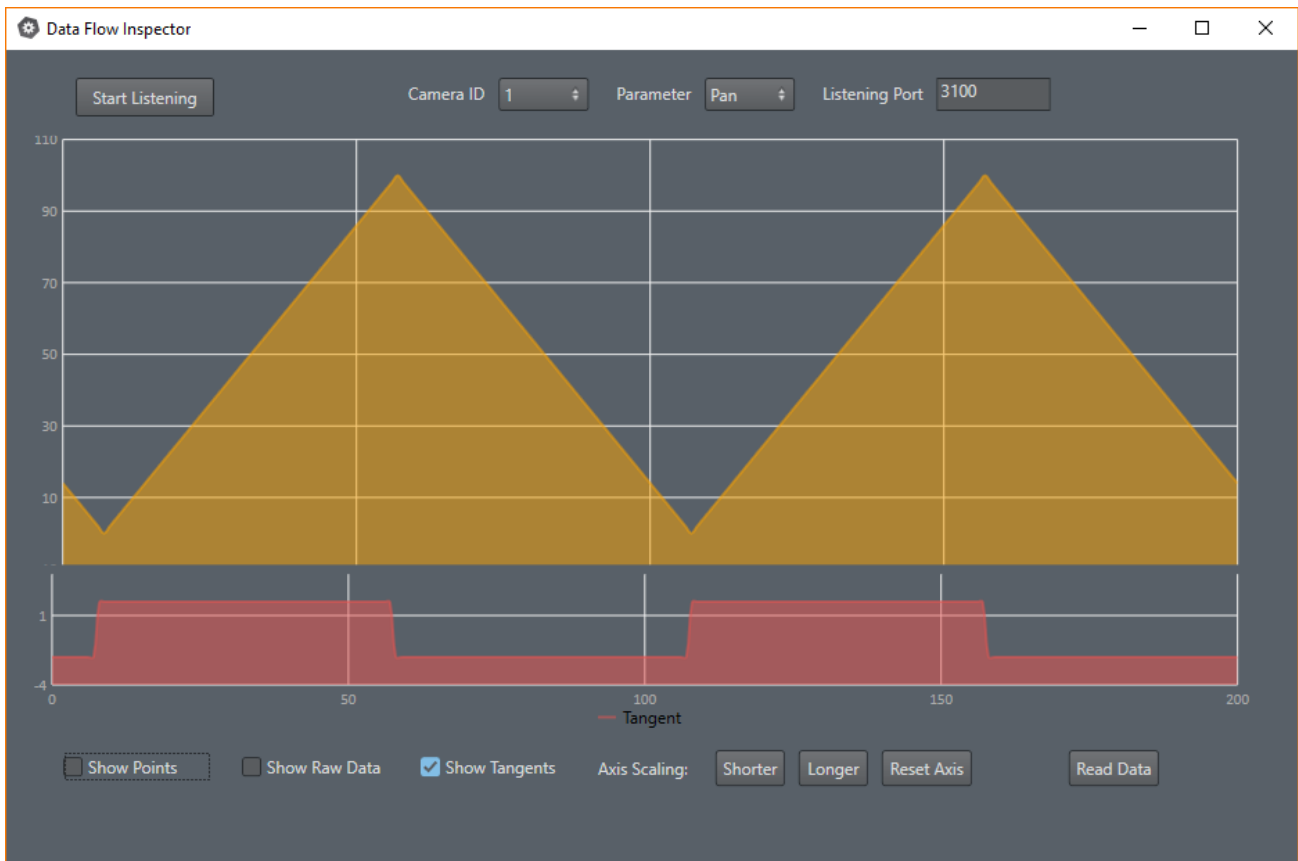 Data Flow Inspector
Start Listening
Camera ID 1 Parameter Pan Listening Port 3100
110
90
70
50
30
10
1
-4
0 50 100 150 200
Tangent
Show Points Show Raw Data Show Tangents Axis Scaling: Shorter Longer Reset Axis Read Data